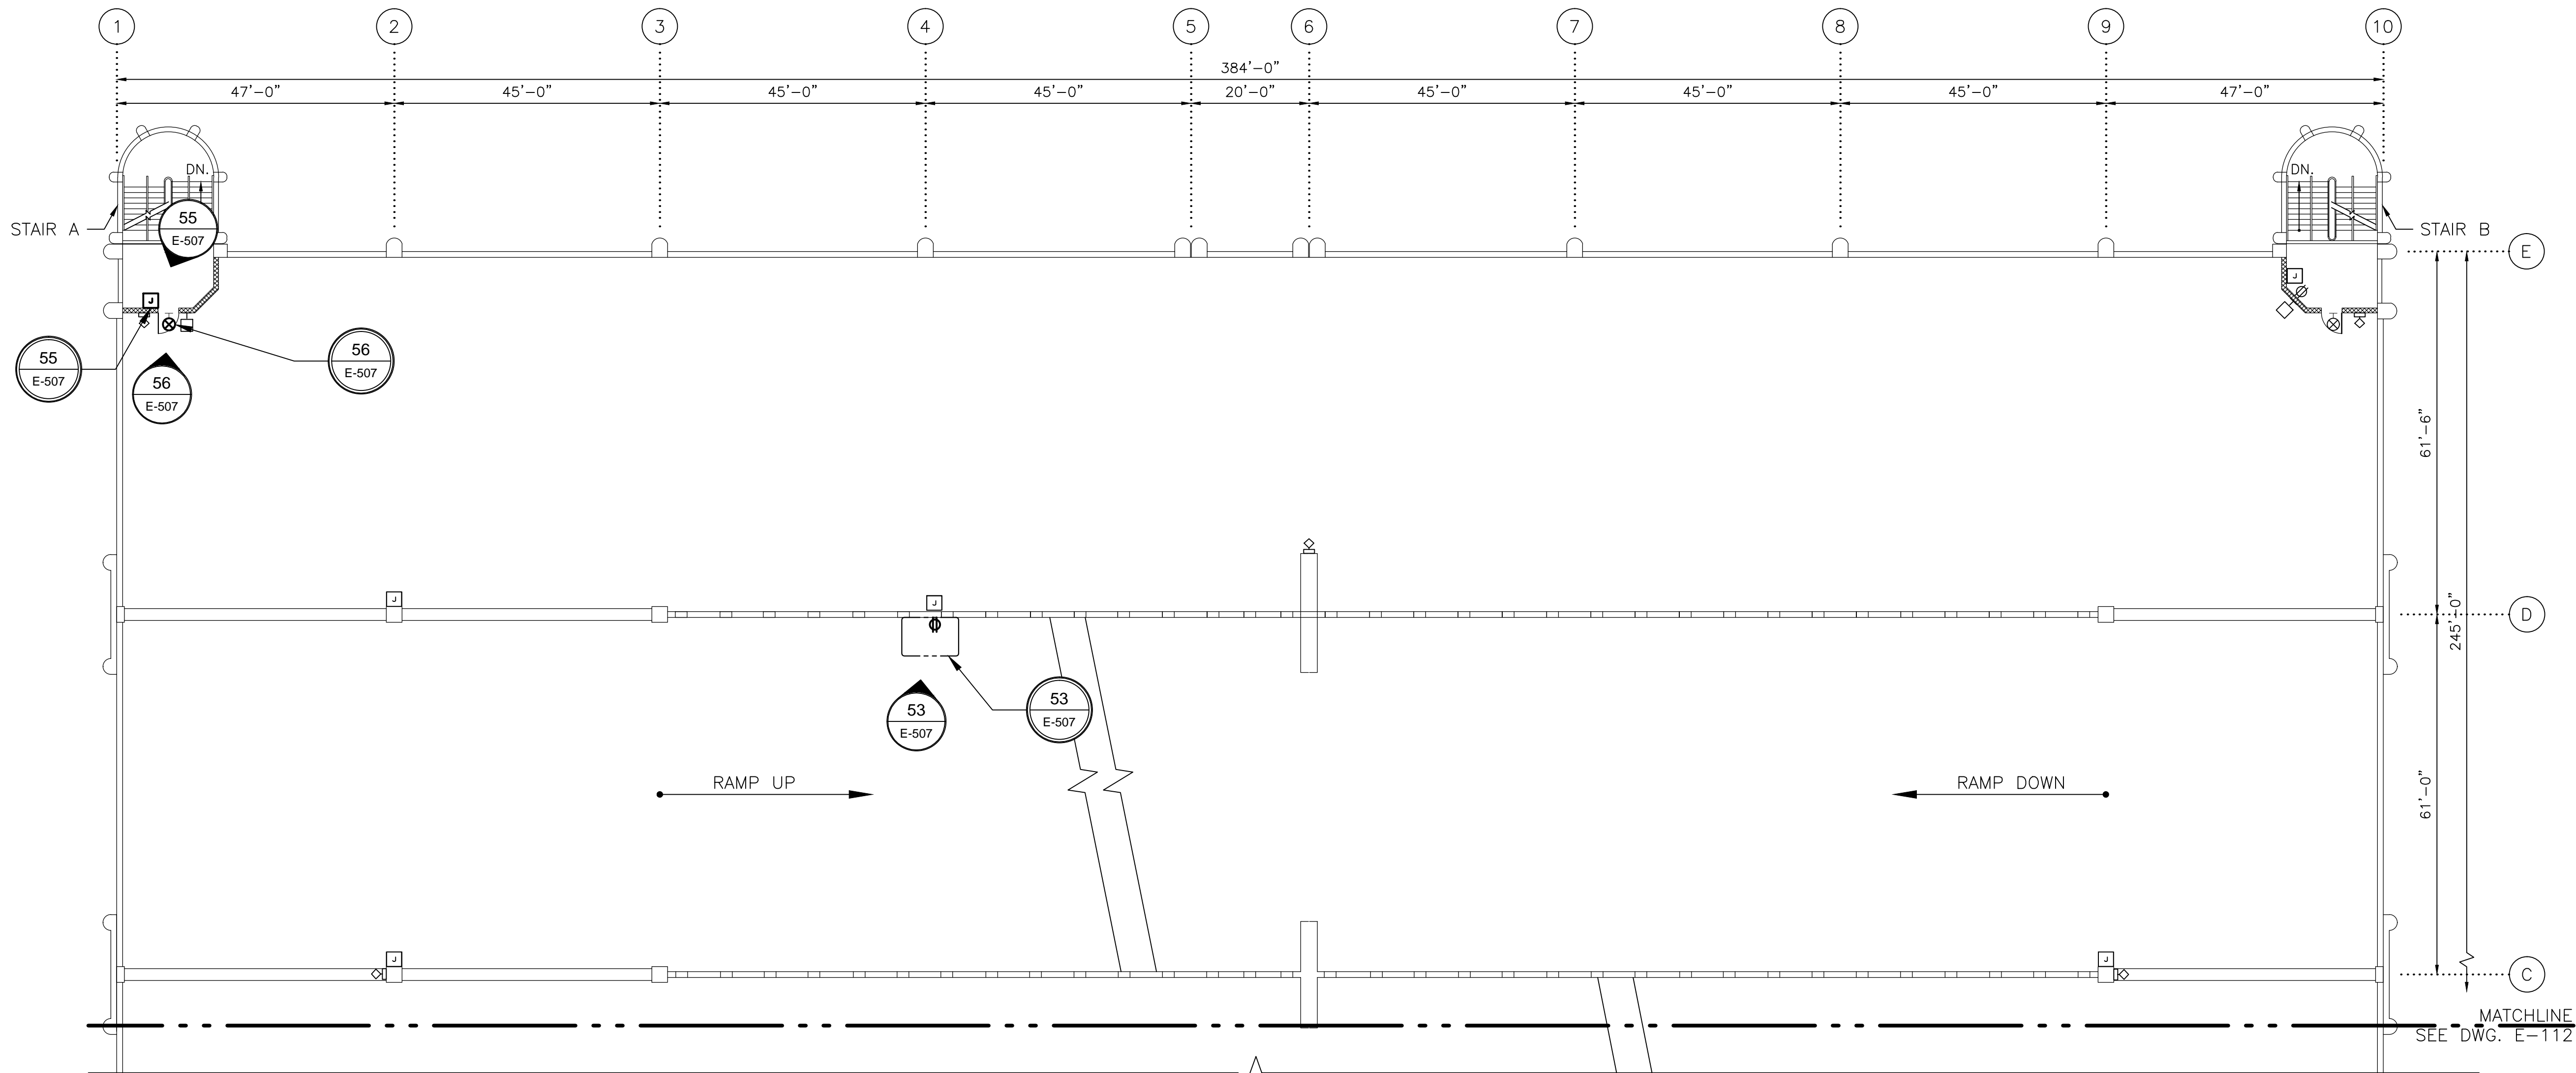 1 2 3 4 5 6 7 8 9 10
384'-0"
47'-0" 45'-0" 45'-0" 45'-0" 20'-0" 45'-0" 45'-0" 45'-0" 47'-0"
DN. DN.
55
E-507
STAIR A
STAIR B
E
J
J
55
E-507
56
E-507
56
E-507
61'-6"
J
J
D
245'-0"
53
E-507
53
E-507
RAMP UP
RAMP DOWN
61'-0"
J
J
C
MATCHLINE
SEE DWG. E-112